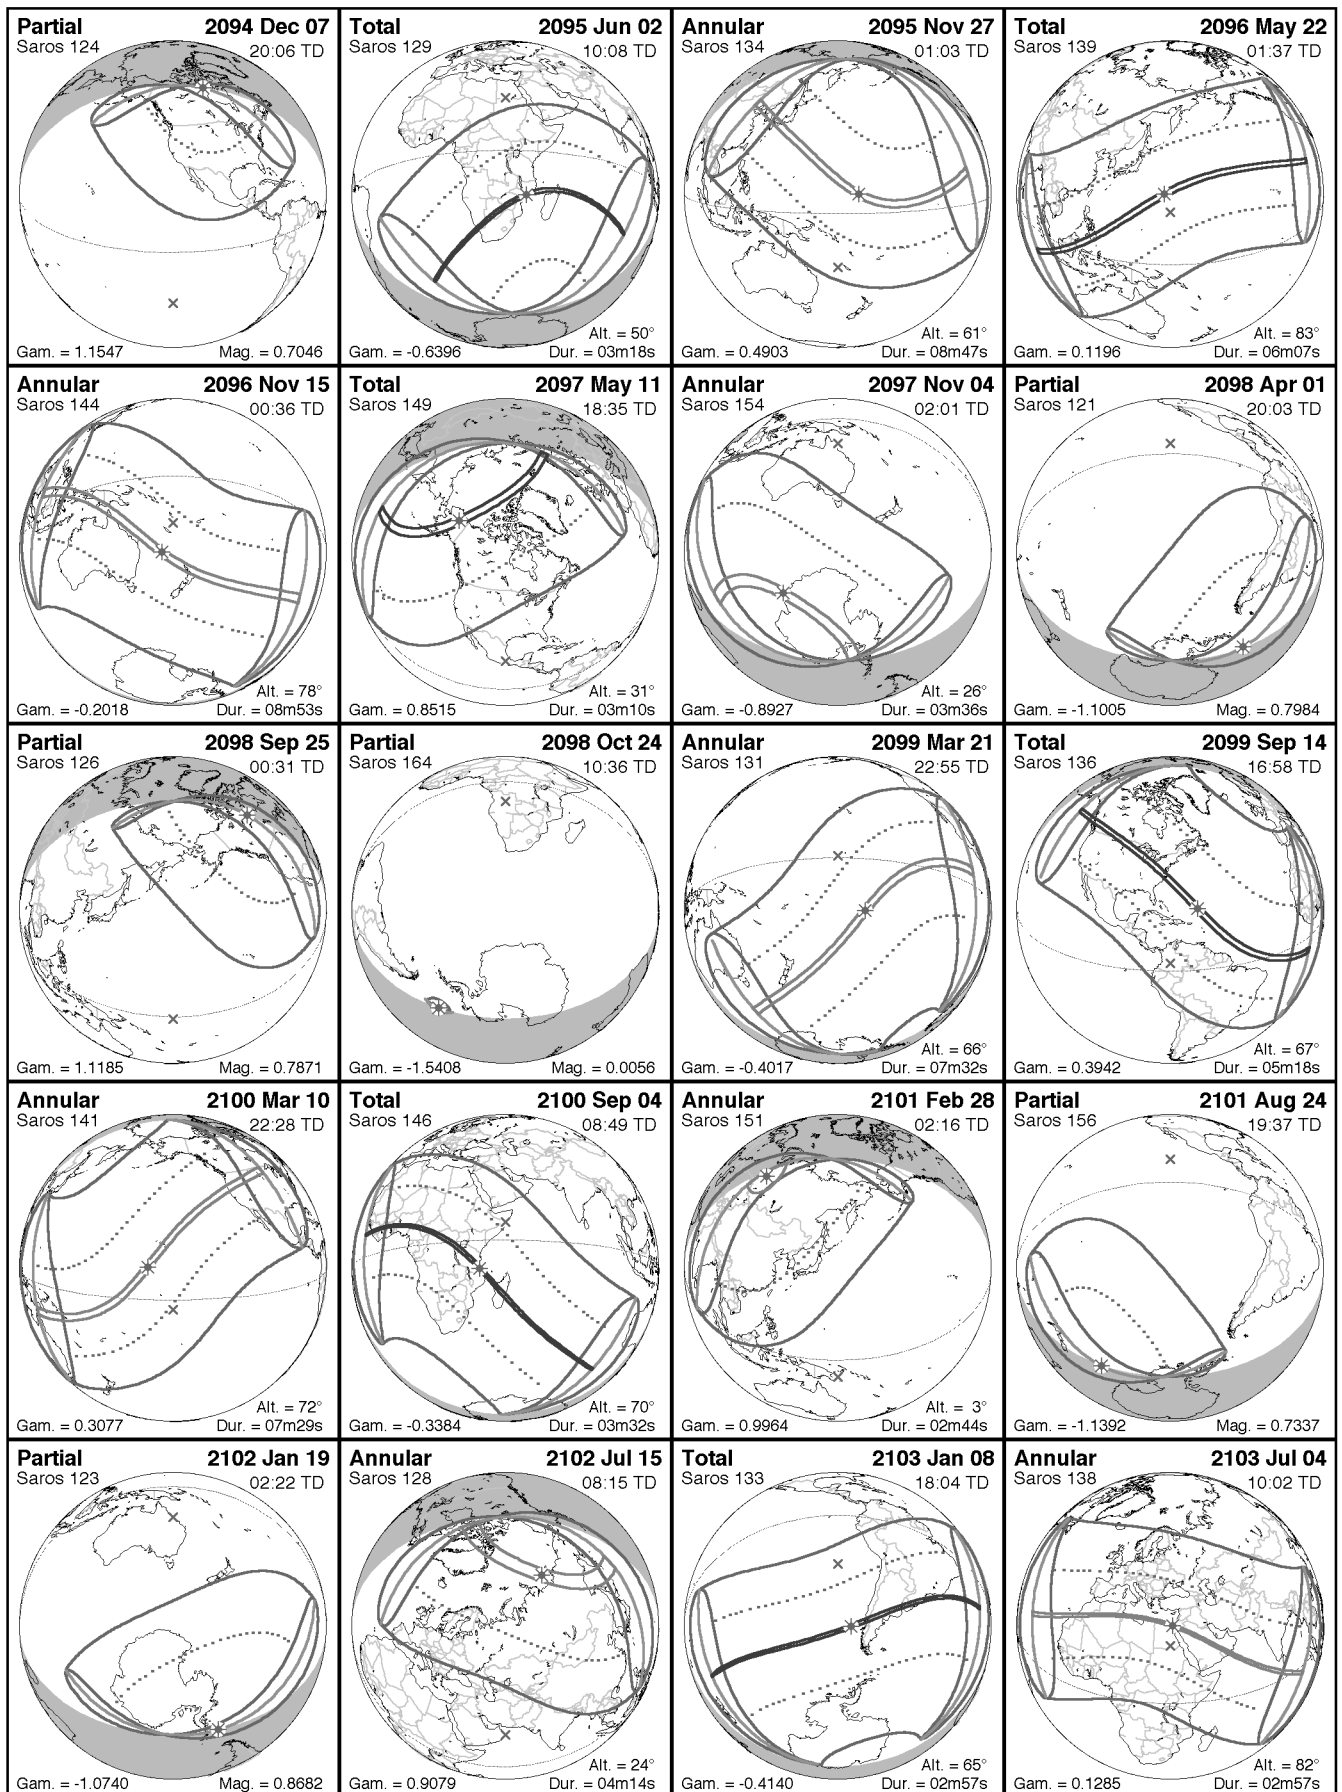 Partial 2094 Dec 07
Saros 124 20:06 TD
Gam. = 1.1547 Mag. = 0.7046
Total 2095 Jun 02
Saros 129 10:08 TD
Alt. = 50°
Gam. = -0.6396 Dur. = 03m18s
Annular 2095 Nov 27
Saros 134 01:03 TD
Alt. = 61°
Gam. = 0.4903 Dur. = 08m47s
Total 2096 May 22
Saros 139 01:37 TD
Alt. = 83°
Gam. = 0.1196 Dur. = 06m07s
Annular 2096 Nov 15
Saros 144 00:36 TD
Alt. = 78°
Gam. = -0.2018 Dur. = 08m53s
Total 2097 May 11
Saros 149 18:35 TD
Alt. = 31°
Gam. = 0.8515 Dur. = 03m10s
Annular 2097 Nov 04
Saros 154 02:01 TD
Alt. = 26°
Gam. = -0.8927 Dur. = 03m36s
Partial 2098 Apr 01
Saros 121 20:03 TD
Gam. = -1.1005 Mag. = 0.7984
Partial 2098 Sep 25
Saros 126 00:31 TD
Gam. = 1.1185 Mag. = 0.7871
Partial 2098 Oct 24
Saros 164 10:36 TD
Gam. = -1.5408 Mag. = 0.0056
Annular 2099 Mar 21
Saros 131 22:55 TD
Alt. = 66°
Gam. = -0.4017 Dur. = 07m32s
Total 2099 Sep 14
Saros 136 16:58 TD
Alt. = 67°
Gam. = 0.3942 Dur. = 05m18s
Annular 2100 Mar 10
Saros 141 22:28 TD
Alt. = 72°
Gam. = 0.3077 Dur. = 07m29s
Total 2100 Sep 04
Saros 146 08:49 TD
Alt. = 70°
Gam. = -0.3384 Dur. = 03m32s
Annular 2101 Feb 28
Saros 151 02:16 TD
Alt. = 3°
Gam. = 0.9964 Dur. = 02m44s
Partial 2101 Aug 24
Saros 156 19:37 TD
Gam. = -1.1392 Mag. = 0.7337
Partial 2102 Jan 19
Saros 123 02:22 TD
Gam. = -1.0740 Mag. = 0.8682
Annular 2102 Jul 15
Saros 128 08:15 TD
Alt. = 24°
Gam. = 0.9079 Dur. = 04m14s
Total 2103 Jan 08
Saros 133 18:04 TD
Alt. = 65°
Gam. = -0.4140 Dur. = 02m57s
Annular 2103 Jul 04
Saros 138 10:02 TD
Alt. = 82°
Gam. = 0.1285 Dur. = 02m57s